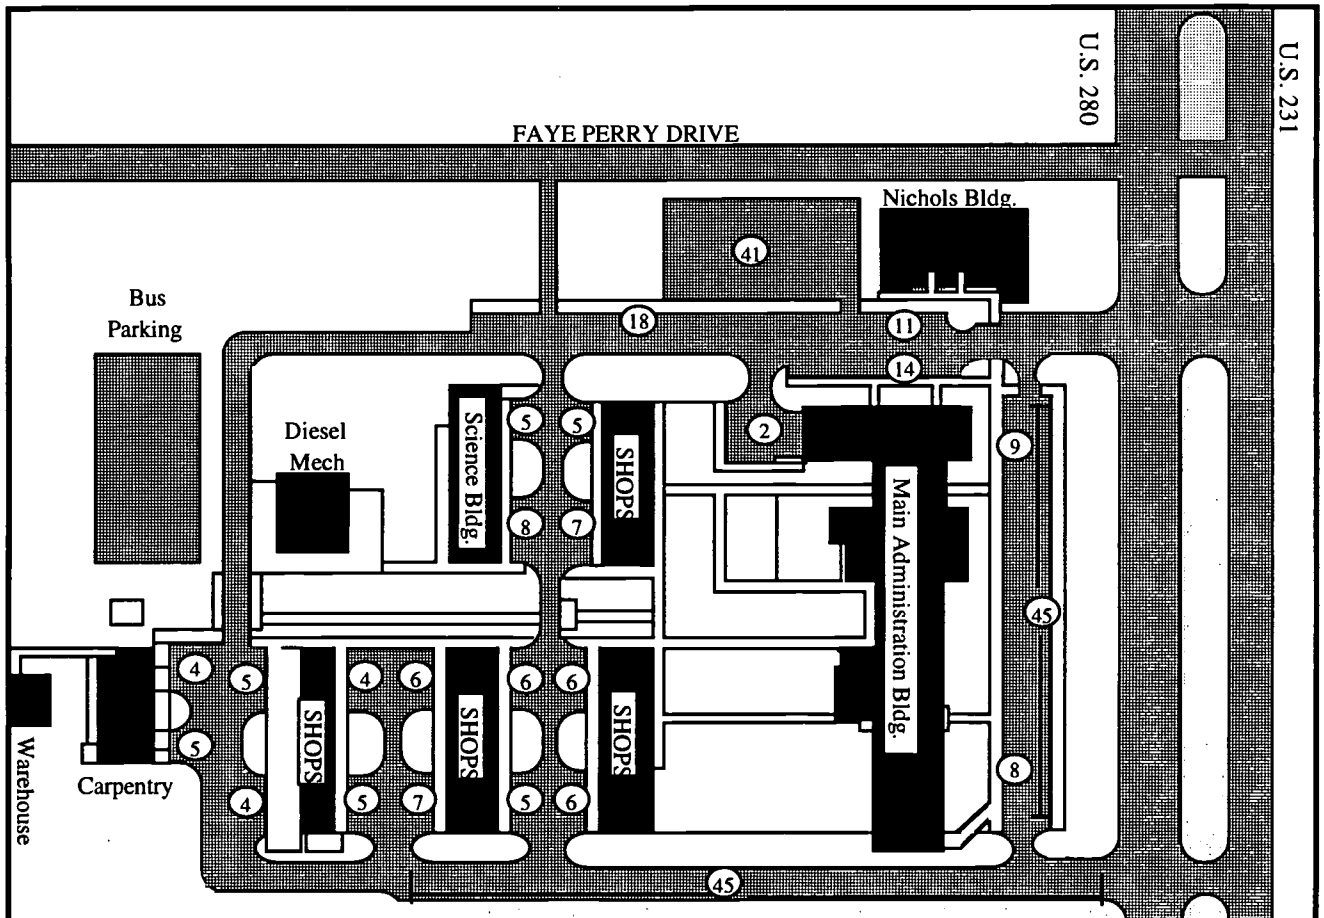 U.S. 280
U.S. 231
FAYE PERRY DRIVE
Nichols Bldg.
41
Bus
Parking
18
11
14
Diesel
Mech
Science Bldg.
5
5
SHOPS
2
9
8
7
Main Administration Bldg.
45
4
5
4
6
6
6
SHOPS
SHOPS
SHOPS
5
8
Warehouse
Carpentry
4
5
7
5
6
45